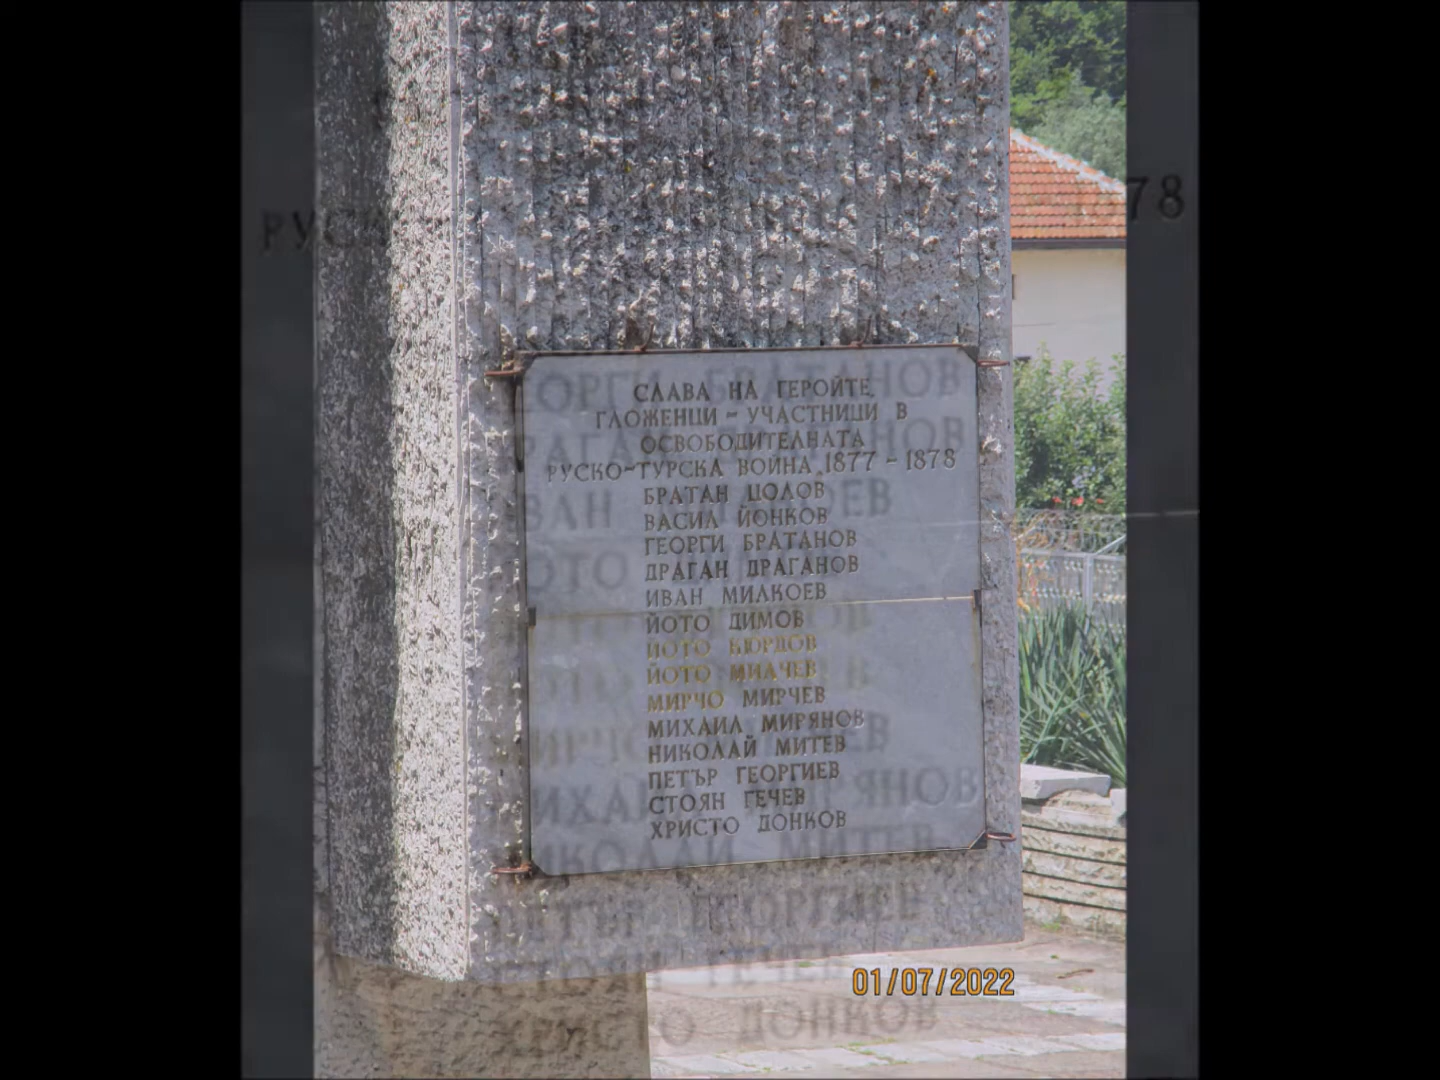 СЛАВА НА ГЕРОЙТЕ
ГЛОЖЕНЦИ - УЧАСТНИЦИ В
ОСВОБОДИТЕЛНАТА
РУСКО-ТУРСКА ВОЙНА 1877 - 1878
БРАТАН ЦОЛОВ
ВАСИЛ ЙОНКОВ
ГЕОРГИ БРАТАНОВ
ДРАГАН ДРАГАНОВ
ИВАН МИЛКОЕВ
ЙОТО ДИМОВ
ЙОТО БЮРДОВ
ЙОТО МИЛЧЕВ
МИРЧО МИРЧЕВ
МИХАИЛ МИРЯНОВ
НИКОЛАЙ МИТЕВ
ПЕТЪР ГЕОРГИЕВ
СТОЯН ГЕЧЕВ
ХРИСТО ДОНКОВ
01/07/2022